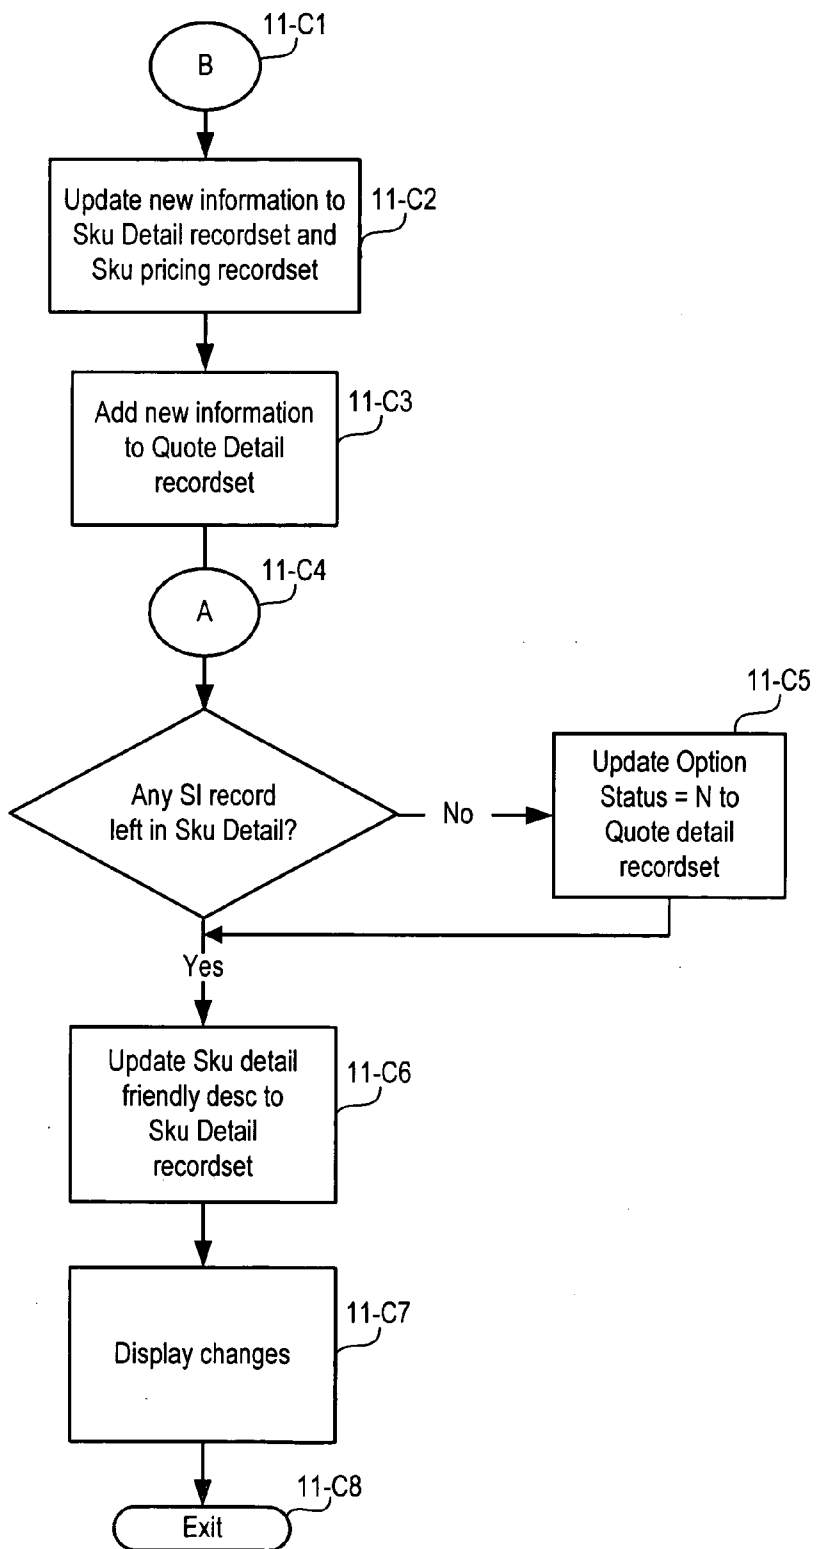 11-C1
B
Update new information to
Sku Detail recordset and
Sku pricing recordset
11-C2
Add new information
to Quote Detail
recordset
11-C3
11-C4
A
Any SI record
left in Sku Detail?
No
11-C5
Update Option
Status = N to
Quote detail
recordset
Yes
Update Sku detail
friendly desc to
Sku Detail
recordset
11-C6
Display changes
11-C7
11-C8
Exit